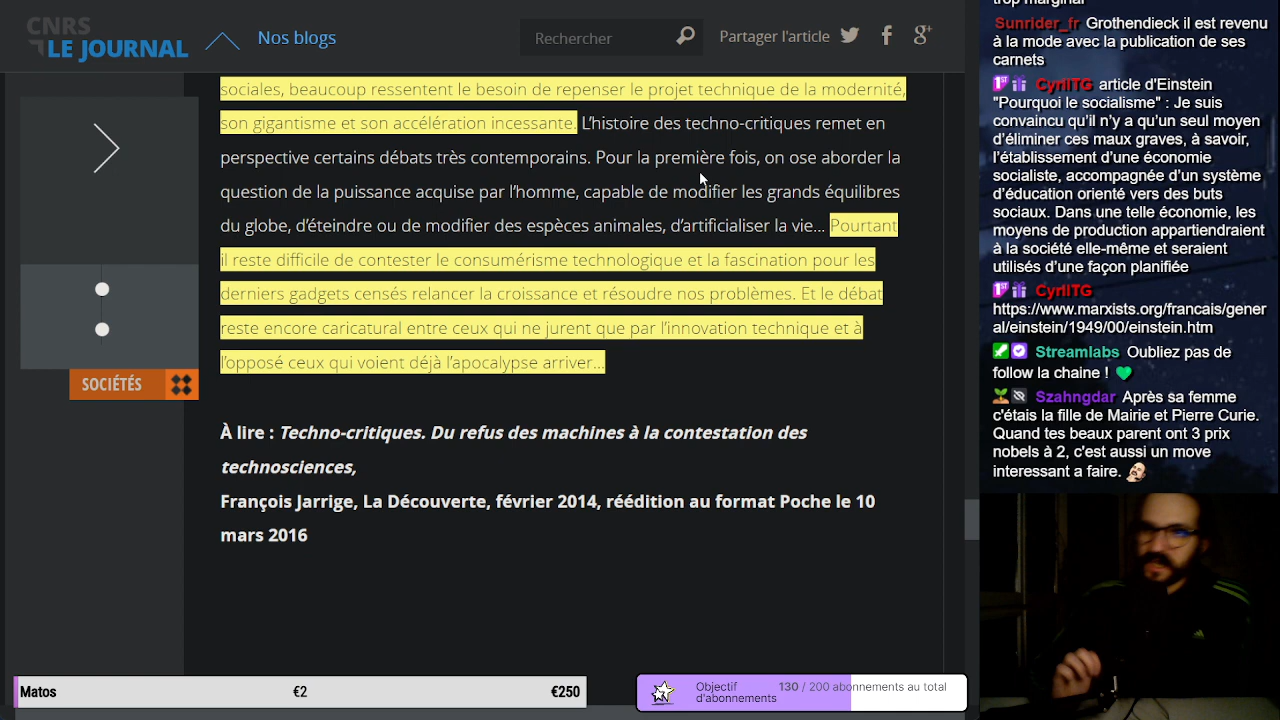 CNRS
LE JOURNAL
Nos blogs
Rechercher
Partager l'article
sociales, beaucoup ressentent le besoin de repenser le projet technique de la modernité,
son gigantisme et son accélération incessante. L’histoire des techno-critiques remet en
perspective certains débats très contemporains. Pour la première fois, on ose aborder la
question de la puissance acquise par l’homme, capable de modifier les grands équilibres
du globe, d’éteindre ou de modifier des espèces animales, d’artificialiser la vie... Pourtant
il reste difficile de contester le consumérisme technologique et la fascination pour les
derniers gadgets censés relancer la croissance et résoudre nos problèmes. Et le débat
reste encore caricatural entre ceux qui ne jurent que par l’innovation technique et à
l’opposé ceux qui voient déjà l’apocalypse arriver...
SOCIÉTÉS
À lire : Techno-critiques. Du refus des machines à la contestation des
technosciences,
François Jarrige, La Découverte, février 2014, réédition au format Poche le 10
mars 2016
Matos €2 €250
Objectif
d'abonnements
130 / 200 abonnements au total
trop marginal
Sunrider_fr Grothendieck il est revenu
à la mode avec la publication de ses
carnets
1ST CyrilTG article d'Einstein
"Pourquoi le socialisme" : Je suis
convaincu qu’il n’y a qu’un seul moyen
d’éliminer ces maux graves, à savoir,
l’établissement d’une économie
socialiste, accompagnée d’un système
d’éducation orienté vers des buts
sociaux. Dans une telle économie, les
moyens de production appartiendraient
à la société elle-même et seraient
utilisés d’une façon planifiée
1ST CyrilTG
https://www.marxists.org/francais/gener
al/einstein/1949/00/einstein.htm
Streamlabs Oubliez pas de
follow la chaine !
Szahngdar Après sa femme
c'étais la fille de Mairie et Pierre Curie.
Quand tes beaux parent ont 3 prix
nobels à 2, c'est aussi un move
interessant a faire.